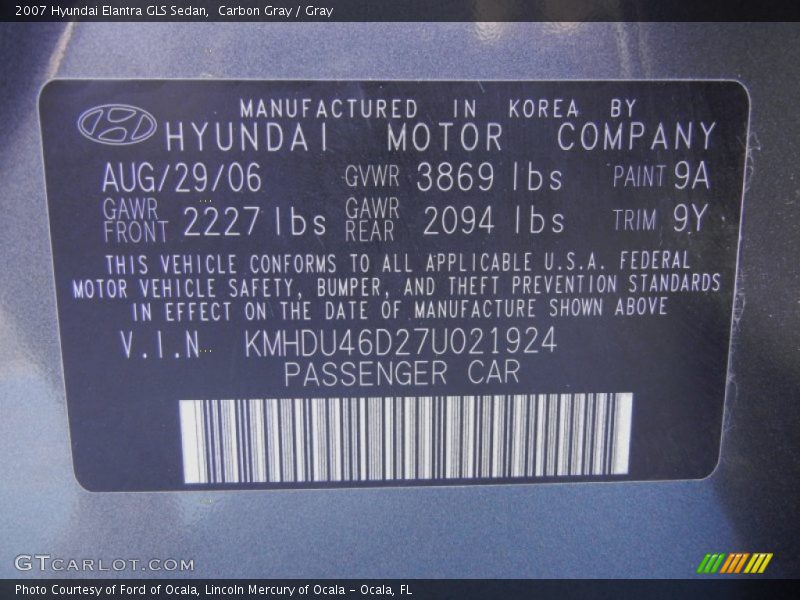 2007 Hyundai Elantra GLS Sedan,  Carbon Gray / Gray
MANUFACTURED IN KOREA BY
HYUNDAI MOTOR COMPANY
AUG/29/06 GVWR 3869 lbs PAINT 9A
GAWR FRONT 2227 lbs GAWR REAR 2094 lbs TRIM 9Y
THIS VEHICLE CONFORMS TO ALL APPLICABLE U.S.A. FEDERAL
MOTOR VEHICLE SAFETY, BUMPER, AND THEFT PREVENTION STANDARDS
IN EFFECT ON THE DATE OF MANUFACTURE SHOWN ABOVE
V.I.N KMHDU46D27U021924
PASSENGER CAR
GTCARLOT.COM
Photo Courtesy of Ford of Ocala, Lincoln Mercury of Ocala - Ocala, FL